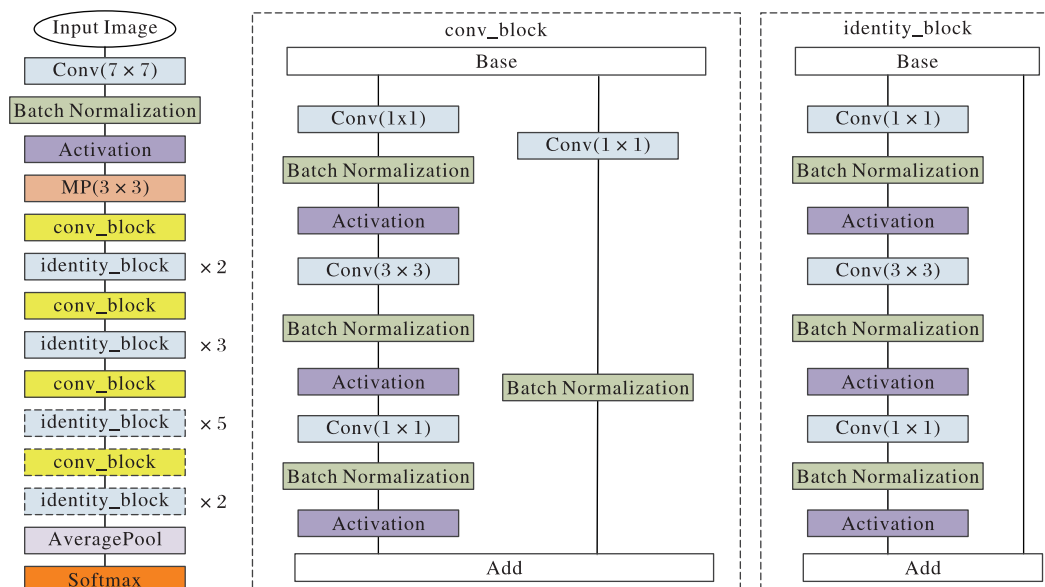 Input Image
Conv(7 × 7)
Batch Normalization
Activation
MP(3 × 3)
conv_block
identity_block × 2
conv_block
identity_block × 3
conv_block
identity_block × 5
conv_block
identity_block × 2
AveragePool
Softmax
conv_block
Base
Conv(1x1)
Batch Normalization
Activation
Conv(3 × 3)
Batch Normalization
Activation
Conv(1 × 1)
Batch Normalization
Activation
Conv(1 × 1)
Batch Normalization
Add
identity_block
Base
Conv(1 × 1)
Batch Normalization
Activation
Conv(3 × 3)
Batch Normalization
Activation
Conv(1 × 1)
Batch Normalization
Activation
Add